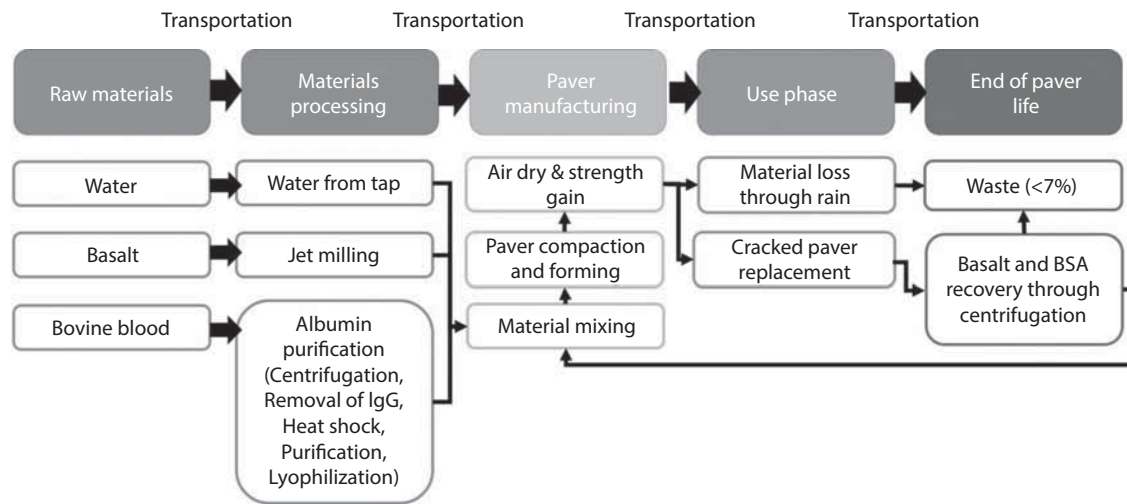 Transportation
Transportation
Transportation
Transportation
Raw materials
Materials
processing
Paver
manufacturing
Use phase
End of paver
life
Water
Water from tap
Air dry & strength
gain
Material loss
through rain
Waste (<7%)
Basalt
Jet milling
Paver compaction
and forming
Cracked paver
replacement
Basalt and BSA
recovery through
centrifugation
Bovine blood
Albumin
purification
(Centrifugation,
Removal of IgG,
Heat shock,
Purification,
Lyophilization)
Material mixing